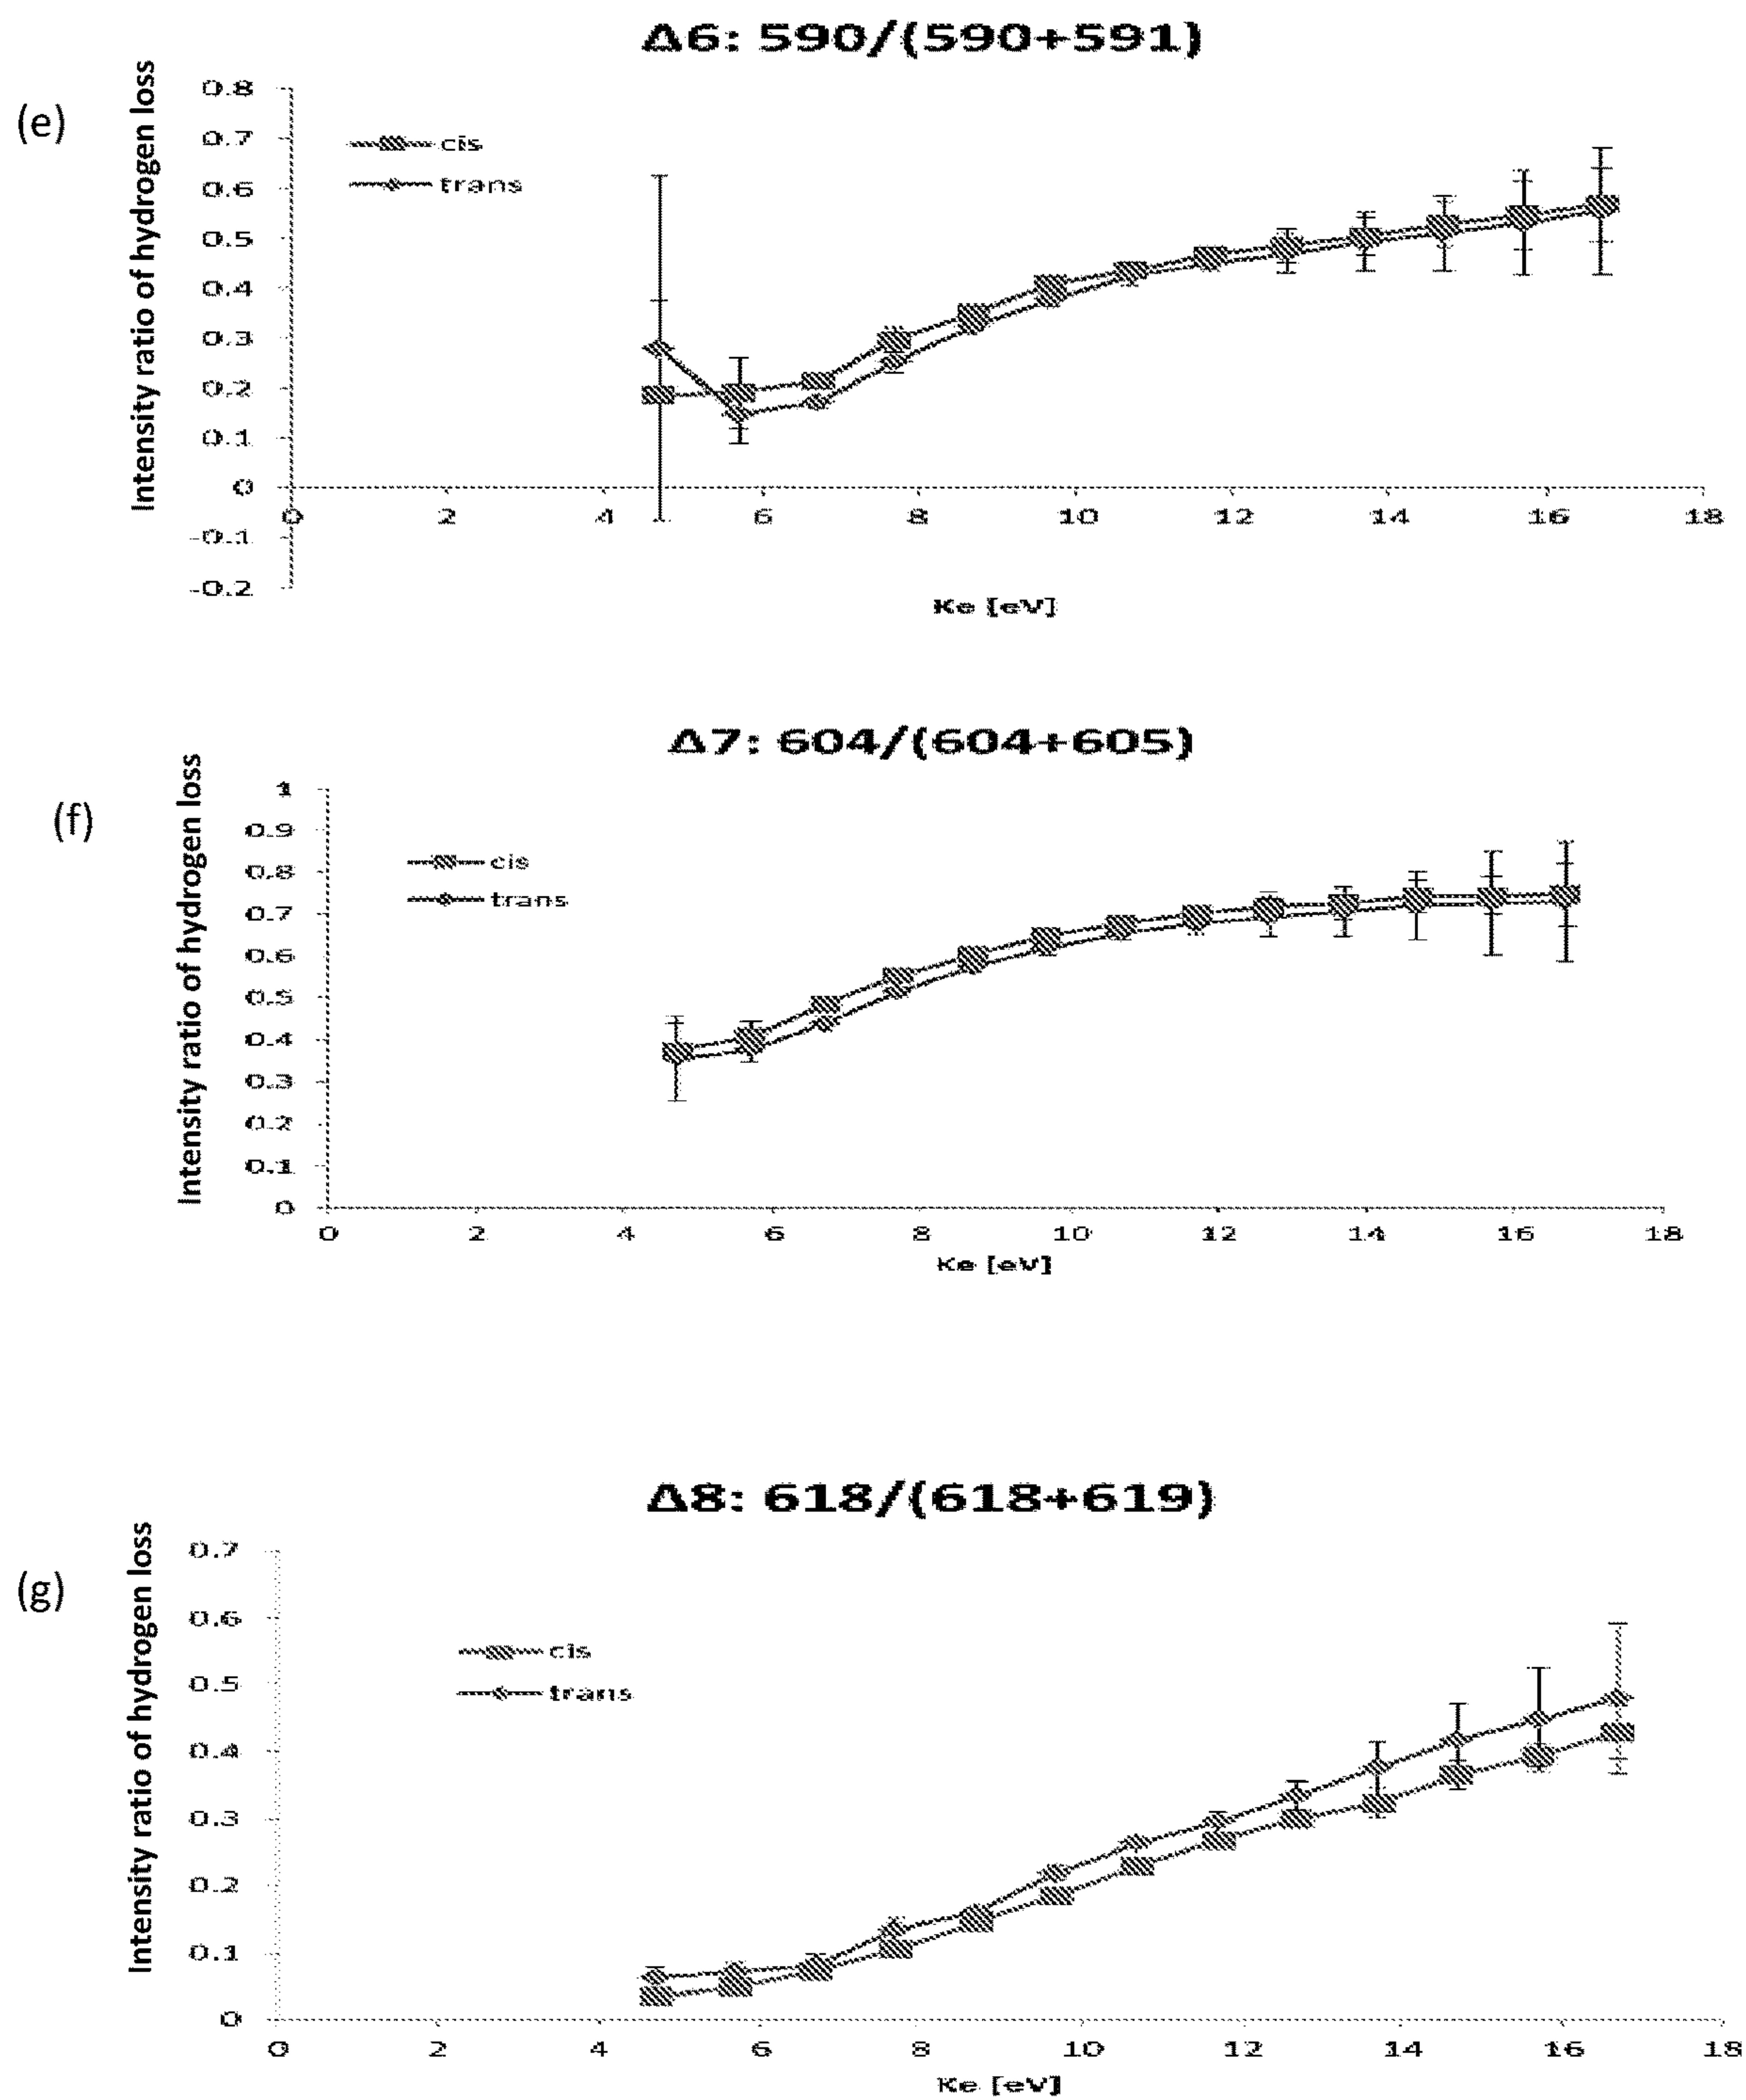 Δ6: 590/(590+591)
(e)
Intensity ratio of hydrogen loss
0.8
0.7
0.6
0.5
0.4
0.3
0.2
0.1
0
-0.1
-0.2
cis
trans
0 2 4 6 8 10 12 14 16 18
Ke [eV]
Δ7: 604/(604+605)
(f)
Intensity ratio of hydrogen loss
1
0.9
0.8
0.7
0.6
0.5
0.4
0.3
0.2
0.1
0
cis
trans
0 2 4 6 8 10 12 14 16 18
Ke [eV]
Δ8: 618/(618+619)
(g)
Intensity ratio of hydrogen loss
0.7
0.6
0.5
0.4
0.3
0.2
0.1
0
cis
trans
0 2 4 6 8 10 12 14 16 18
Ke [eV]